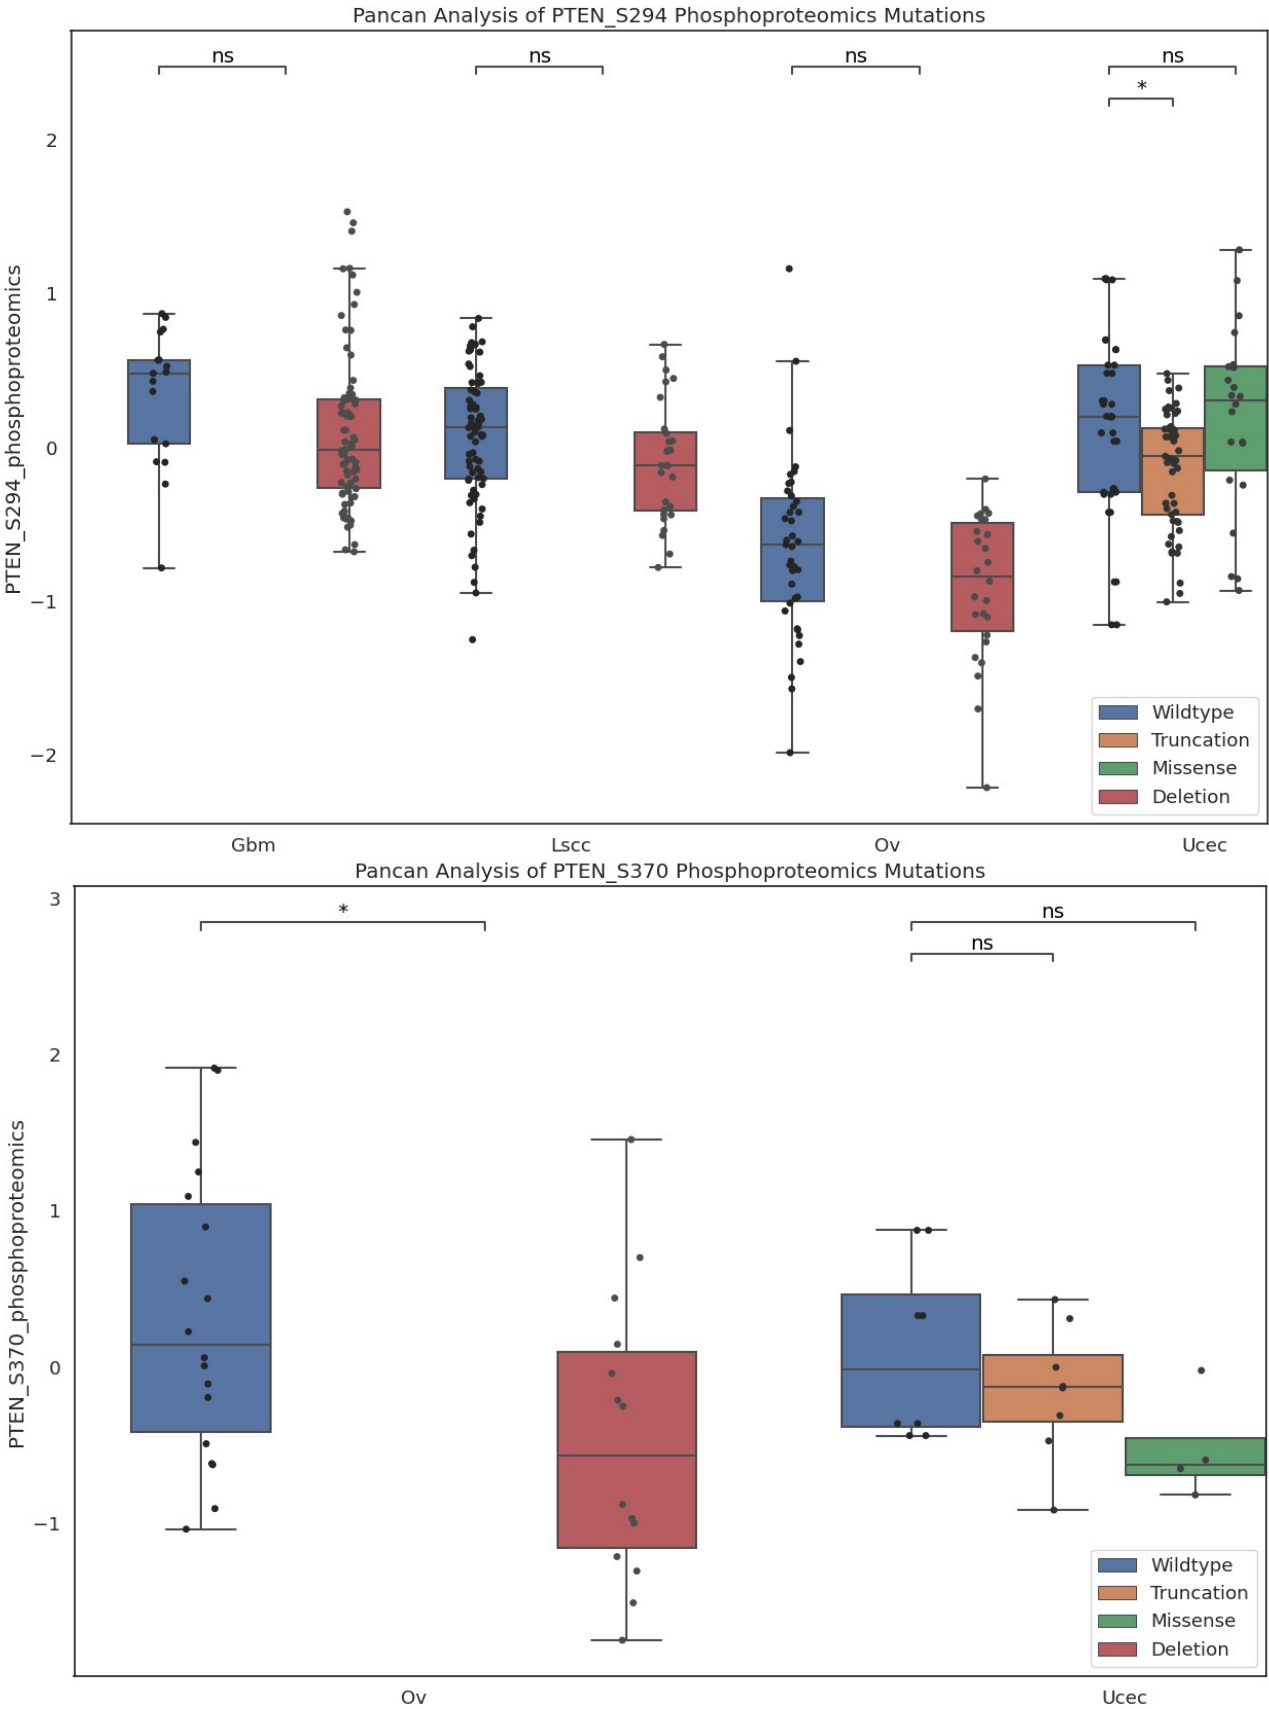 Pancan Analysis of PTEN_S294 Phosphoproteomics Mutations
ns
ns
ns
ns
*
2
1
0
−1
−2
PTEN_S294_phosphoproteomics
Wildtype
Truncation
Missense
Deletion
Gbm
Lscc
Ov
Ucec
Pancan Analysis of PTEN_S370 Phosphoproteomics Mutations
*
ns
ns
3
2
1
0
−1
PTEN_S370_phosphoproteomics
Wildtype
Truncation
Missense
Deletion
Ov
Ucec